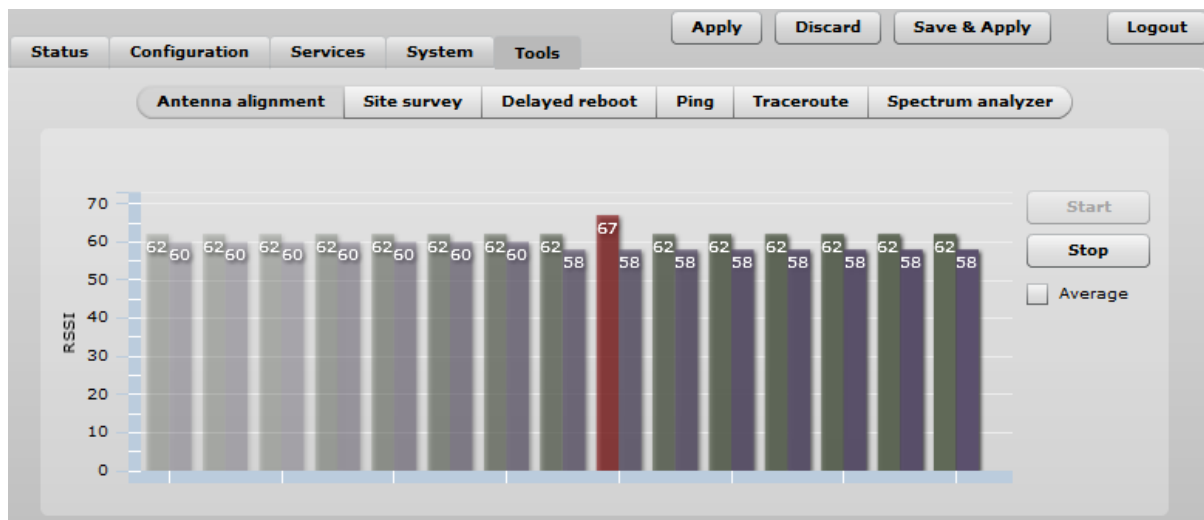 Apply Discard Save & Apply Logout
Status Configuration Services System Tools
Antenna alignment Site survey Delayed reboot Ping Traceroute Spectrum analyzer
RSSI
70
60
50
40
30
20
10
0
62 60 62 60 62 60 62 60 62 60 62 60 62 60 62 58 67 58 62 58 62 58 62 58 62 58 62 58 62 58
Start
Stop
Average